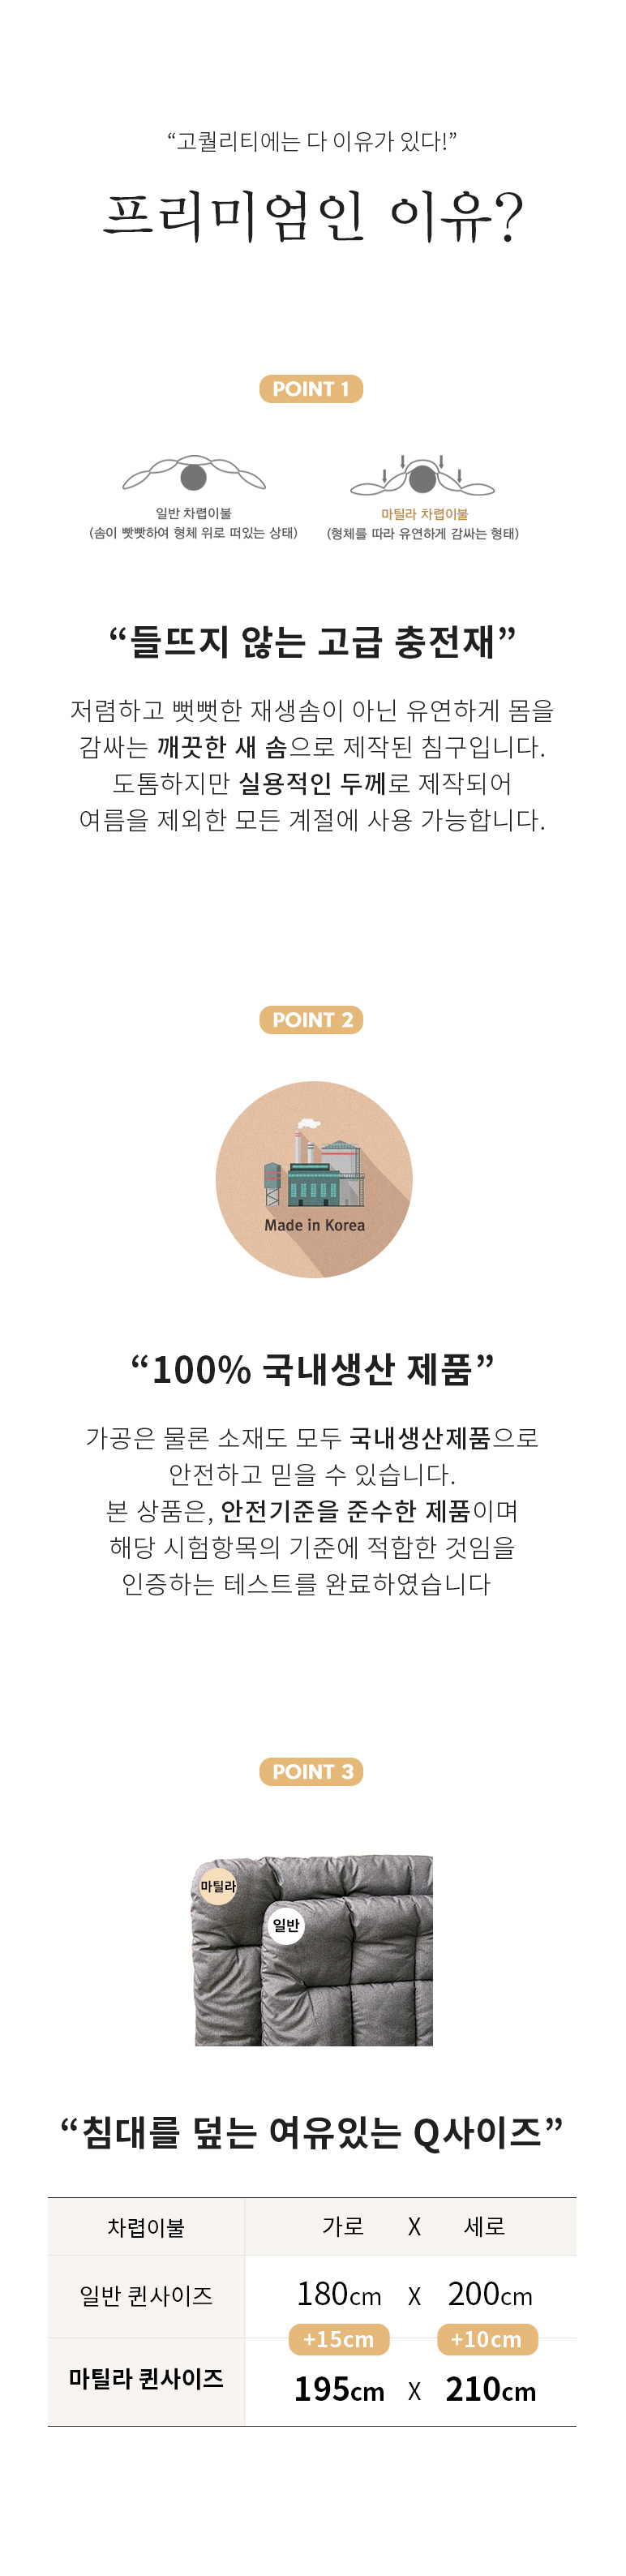 “고퀄리티에는 다 이유가 있다!”
프리미엄인 이유?
POINT 1
일반 차렵이불
(솜이 빳빳하여 형체 위로 떠있는 상태)
마틸라 차렵이불
(형체를 따라 유연하게 감싸는 형태)
“들뜨지 않는 고급 충전재”
저렴하고 뻣뻣한 재생솜이 아닌 유연하게 몸을
감싸는 깨끗한 새 솜으로 제작된 침구입니다.
도톰하지만 실용적인 두께로 제작되어
여름을 제외한 모든 계절에 사용 가능합니다.
POINT 2
Made in Korea
“100% 국내생산 제품”
가공은 물론 소재도 모두 국내생산제품으로
안전하고 믿을 수 있습니다.
본 상품은, 안전기준을 준수한 제품이며
해당 시험항목의 기준에 적합한 것임을
인증하는 테스트를 완료하였습니다
POINT 3
마틸라
일반
“침대를 덮는 여유있는 Q사이즈”
차렵이불 가로 X 세로
일반 퀸사이즈 180cm X 200cm
+15cm +10cm
마틸라 퀸사이즈 195cm X 210cm